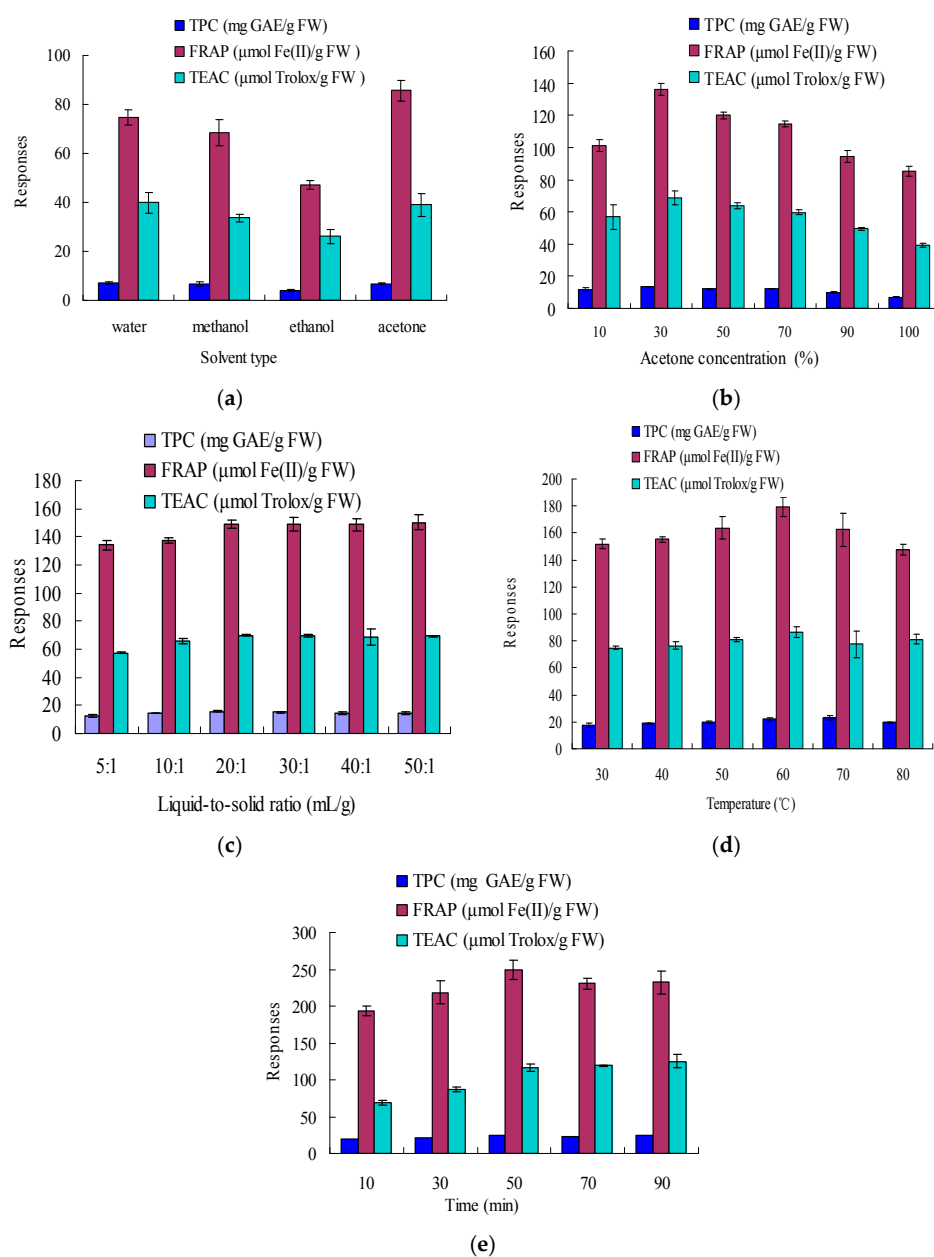 TPC (mg GAE/g FW)
FRAP (µmol Fe(II)/g FW )
TEAC (µmol Trolox/g FW )
100
80
60
40
20
0
Responses
water methanol ethanol acetone
Solvent type
(a)
TPC (mg GAE/g FW)
FRAP (µmol Fe(II)/g FW)
TEAC (µmol Trolox/g FW)
160
140
120
100
80
60
40
20
0
Responses
10 30 50 70 90 100
Acetone concentration (%)
(b)
TPC (mg GAE/g FW)
FRAP (µmol Fe(II)/g FW)
TEAC (µmol Trolox/g FW)
180
160
140
120
100
80
60
40
20
0
Responses
5:1 10:1 20:1 30:1 40:1 50:1
Liquid-to-solid ratio (mL/g)
(c)
TPC (mg GAE/g FW)
FRAP (µmol Fe(II)/g FW)
TEAC (µmol Trolox/g FW)
200
180
160
140
120
100
80
60
40
20
0
Responses
30 40 50 60 70 80
Temperature (℃)
(d)
TPC (mg GAE/g FW)
FRAP (µmol Fe(II)/g FW)
TEAC (µmol Trolox/g FW)
300
250
200
150
100
50
0
Responses
10 30 50 70 90
Time (min)
(e)